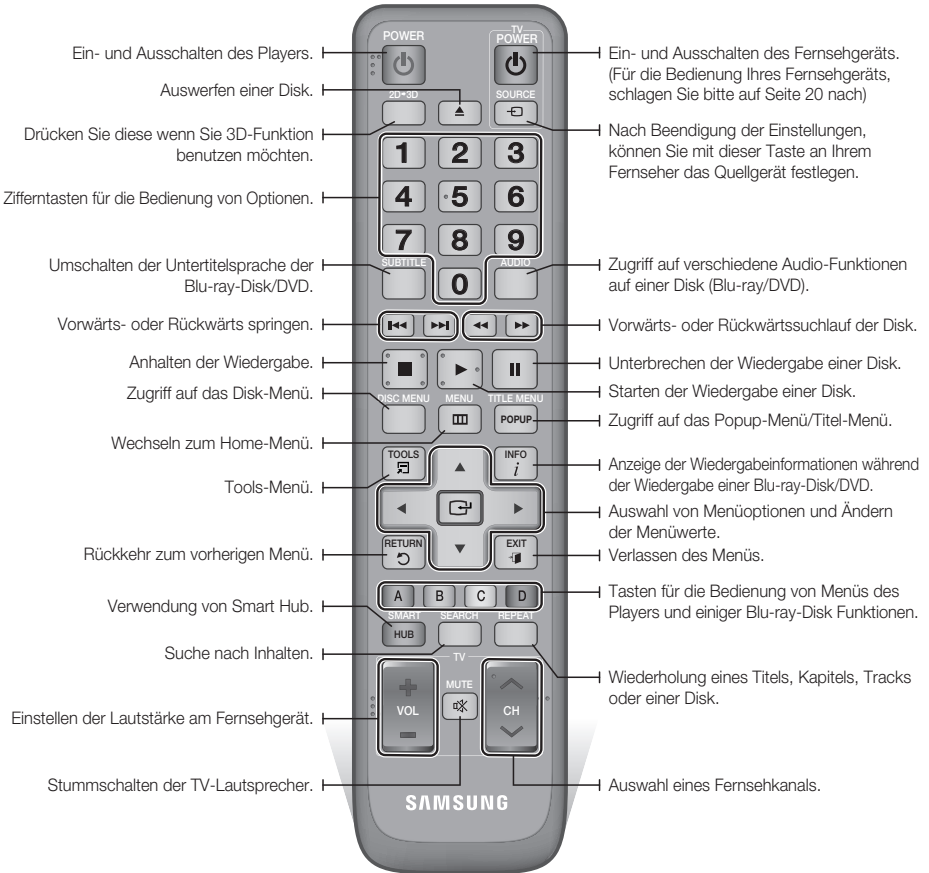 POWER
TV
POWER
Ein- und Ausschalten des Players.
Ein- und Ausschalten des Fernsehgeräts.
(Für die Bedienung Ihres Fernsehgeräts,
schlagen Sie bitte auf Seite 20 nach)
Auswerfen einer Disk.
2D➔3D
SOURCE
Drücken Sie diese wenn Sie 3D-Funktion
benutzen möchten.
Nach Beendigung der Einstellungen,
können Sie mit dieser Taste an Ihrem
Fernseher das Quellgerät festlegen.
1 2 3
4 5 6
7 8 9
0
Zifferntasten für die Bedienung von Optionen.
SUBTITLE
AUDIO
Umschalten der Untertitelsprache der
Blu-ray-Disk/DVD.
Zugriff auf verschiedene Audio-Funktionen
auf einer Disk (Blu-ray/DVD).
Vorwärts- oder Rückwärts springen.
Vorwärts- oder Rückwärtssuchlauf der Disk.
Anhalten der Wiedergabe.
Unterbrechen der Wiedergabe einer Disk.
Zugriff auf das Disk-Menü.
Starten der Wiedergabe einer Disk.
DISC MENU
MENU
TITLE MENU
POPUP
Zugriff auf das Popup-Menü/Titel-Menü.
Wechseln zum Home-Menü.
TOOLS
INFO
i
Tools-Menü.
Anzeige der Wiedergabeinformationen während
der Wiedergabe einer Blu-ray-Disk/DVD.
Auswahl von Menüoptionen und Ändern
der Menüwerte.
RETURN
EXIT
Rückkehr zum vorherigen Menü.
Verlassen des Menüs.
A B C D
Tasten für die Bedienung von Menüs des
Players und einiger Blu-ray-Disk Funktionen.
Verwendung von Smart Hub.
SMART
HUB
SEARCH
REPEAT
Suche nach Inhalten.
TV
Wiederholung eines Titels, Kapitels, Tracks
oder einer Disk.
MUTE
VOL
CH
Einstellen der Lautstärke am Fernsehgerät.
Stummschalten der TV-Lautsprecher.
Auswahl eines Fernsehkanals.
SAMSUNG